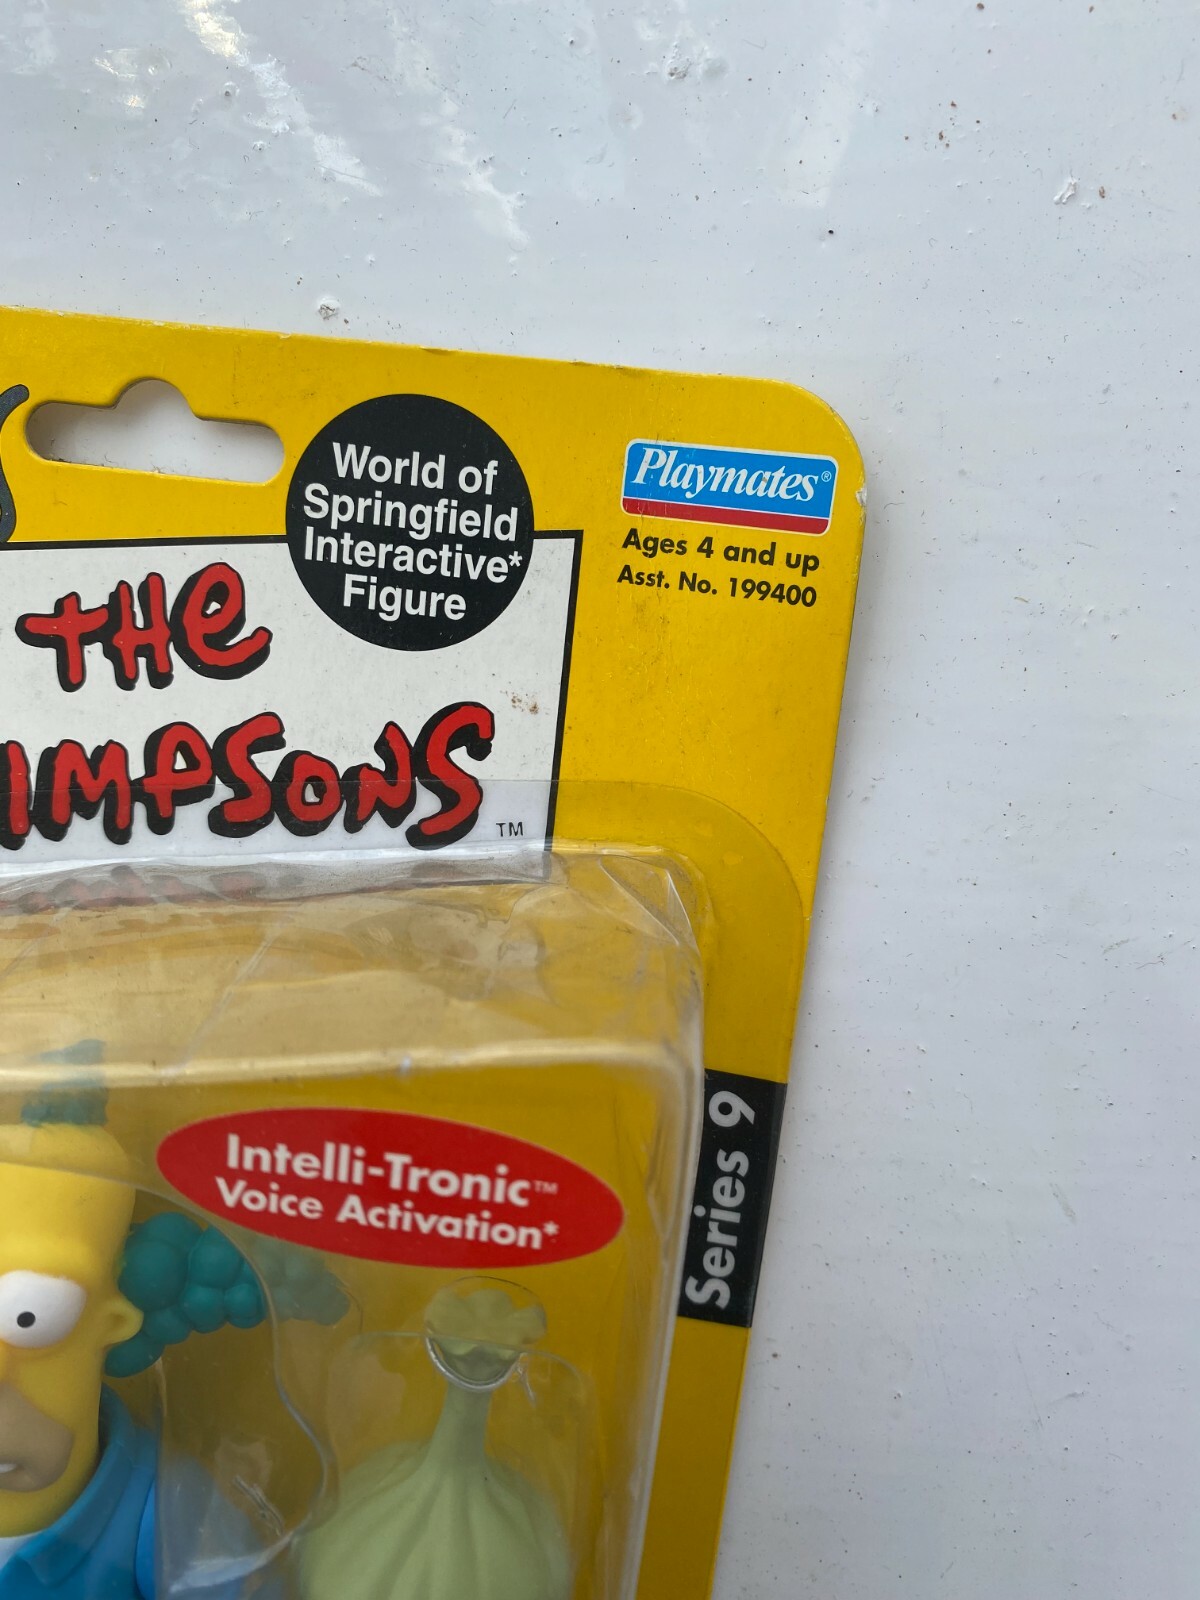 World of
Springfield
Interactive*
Figure
Playmates®
Ages 4 and up
Asst. No. 199400
THE
IMPSONS
TM
Intelli-Tronic™
Voice Activation*
Series 9